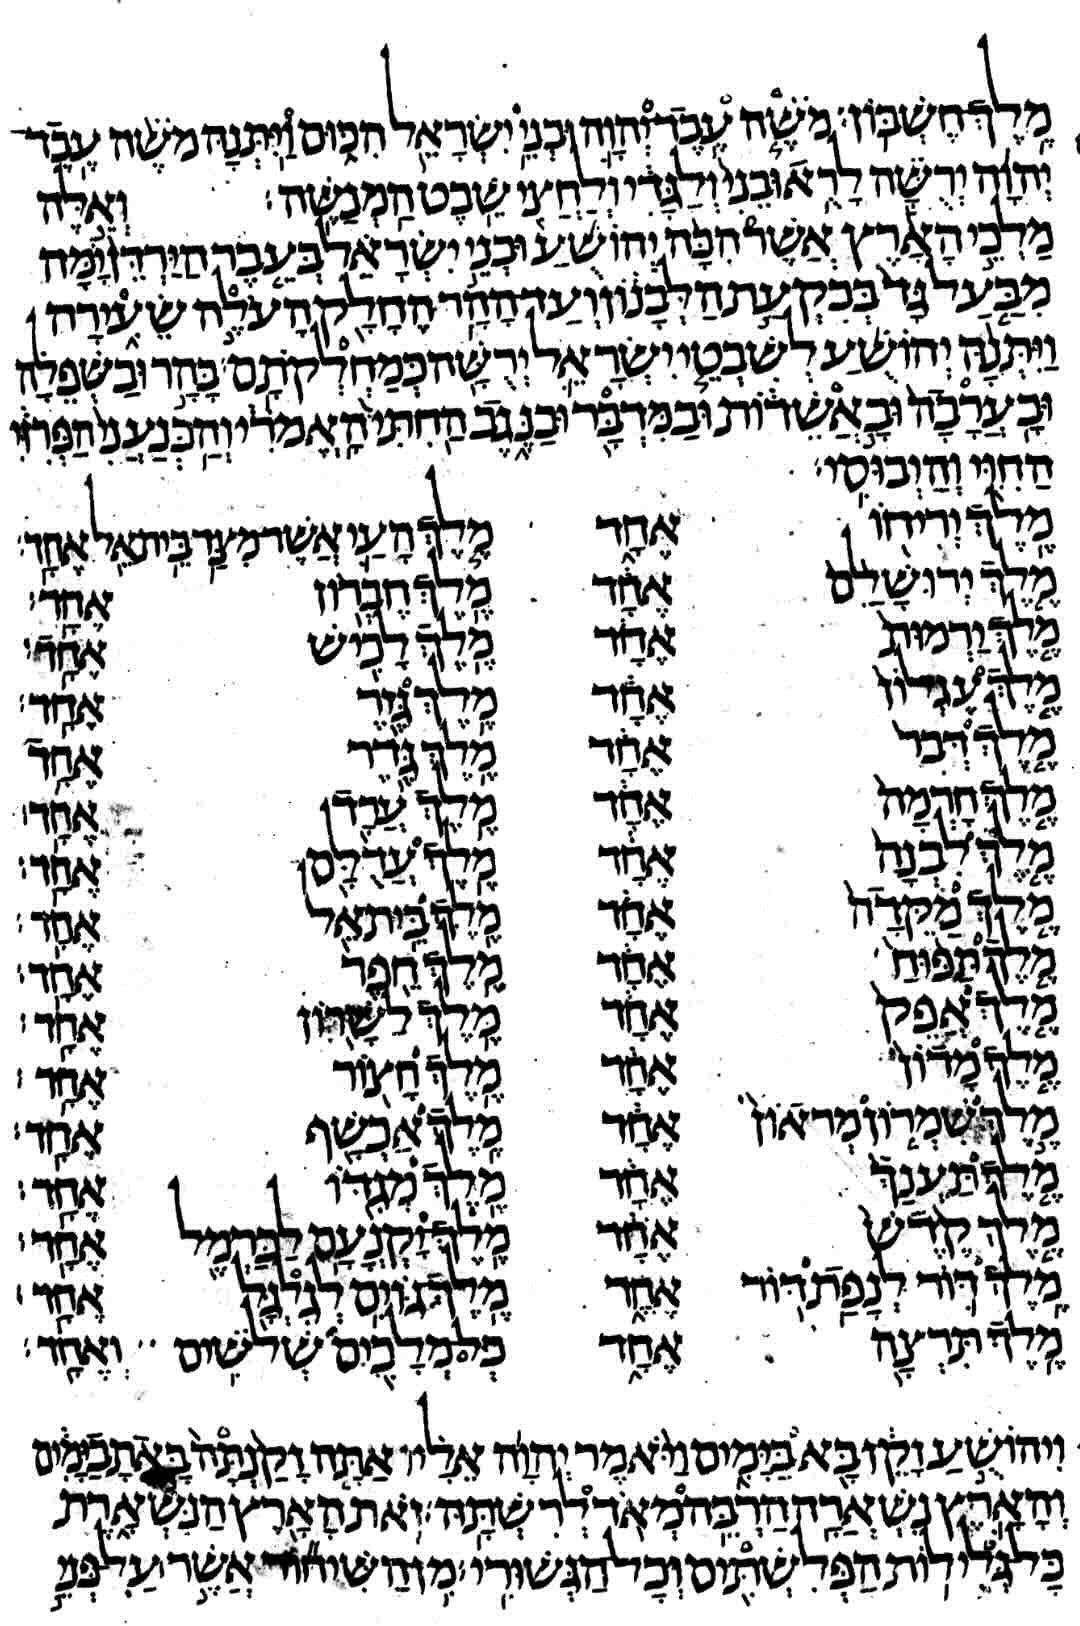 מֶלֶךְ חֶשְׁבּוֹן׃ מֹשֶׁה עֶבֶד יְהוָה וּבְנֵי יִשְׂרָאֵל הִכּוּם וַיִּתְּנָהּ מֹשֶׁה עֶבֶד
יְהוָה יְרֻשָּׁה לָרֻאוּבֵנִי וְלַגָּדִי וְלַחֲצִי שֵׁבֶט הַמְנַשֶּׁה׃ וְאֵלֶּה
מַלְכֵי הָאָרֶץ אֲשֶׁר הִכָּה יְהוֹשֻׁעַ וּבְנֵי יִשְׂרָאֵל בְּעֵבֶר הַיַּרְדֵּן יָמָּה
מִבַּעַל גָּד בְּבִקְעַת הַלְּבָנוֹן וְעַד הָהָר הֶחָלָק הָעֹלֶה שֵׂעִירָה
וַיִּתְּנָהּ יְהוֹשֻׁעַ לְשִׁבְטֵי יִשְׂרָאֵל יְרֻשָּׁה כְּמַחְלְקֹתָם׃ בָּהָר וּבַשְּׁפֵלָה
וּבָעֲרָבָה וּבָאֲשֵׁדוֹת וּבַמִּדְבָּר וּבַנֶּגֶב הַחִתִּי הָאֱמֹרִי וְהַכְּנַעֲנִי הַפְּרִזִּי
הַחִוִּי וְהַיְבוּסִי׃
מֶלֶךְ יְרִיחוֹ אֶחָד מֶלֶךְ הָעַי אֲשֶׁר מִצַּד בֵּית אֵל אֶחָד׃
מֶלֶךְ יְרוּשָׁלַ͏ִם אֶחָד מֶלֶךְ חֶבְרוֹן אֶחָד׃
מֶלֶךְ יַרְמוּת אֶחָד מֶלֶךְ לָכִישׁ אֶחָד׃
מֶלֶךְ עֶגְלוֹן אֶחָד מֶלֶךְ גֶּזֶר אֶחָד׃
מֶלֶךְ דְּבִר אֶחָד מֶלֶךְ גֶּדֶר אֶחָד
מֶלֶךְ חָרְמָה אֶחָד מֶלֶךְ עֲרָד אֶחָד׃
מֶלֶךְ לִבְנָה אֶחָד מֶלֶךְ עֲדֻלָּם אֶחָד׃
מֶלֶךְ מַקֵּדָה אֶחָד מֶלֶךְ בֵּית אֵל אֶחָד׃
מֶלֶךְ תַּפּוּחַ אֶחָד מֶלֶךְ חֵפֶר אֶחָד׃
מֶלֶךְ אֲפֵק אֶחָד מֶלֶךְ לַשָּׁרוֹן אֶחָד׃
מֶלֶךְ מָדוֹן אֶחָד מֶלֶךְ חָצוֹר אֶחָד׃
מֶלֶךְ שִׁמְרוֹן מְראוֹן אֶחָד מֶלֶךְ אַכְשָׁף אֶחָד׃
מֶלֶךְ תַּעְנַךְ אֶחָד מֶלֶךְ מְגִדּוֹ אֶחָד׃
מֶלֶךְ קֶדֶשׁ אֶחָד מֶלֶךְ יָקְנֳעָם לַכַּרְמֶל אֶחָד׃
מֶלֶךְ דּוֹר לְנָפַת דּוֹר אֶחָד מֶלֶךְ גּוֹיִם לְגִלְגָּל אֶחָד׃
מֶלֶךְ תִּרְצָה אֶחָד כָּל מְלָכִים שְׁלֹשִׁים וְאֶחָד׃
וִיהוֹשֻׁעַ זָקֵן בָּא בַּיָּמִים וַיֹּאמֶר יְהוָה אֵלָיו אַתָּה זָקַנְתָּה בָּאתָ בַיָּמִים
וְהָאָרֶץ נִשְׁאֲרָה הַרְבֵּה מְאֹד לְרִשְׁתָּהּ׃ זֹאת הָאָרֶץ הַנִּשְׁאָרֶת
כָּל גְּלִילוֹת הַפְּלִשְׁתִּים וְכָל הַגְּשׁוּרִי׃ מִן הַשִּׁיחוֹר אֲשֶׁר עַל פְּנֵי